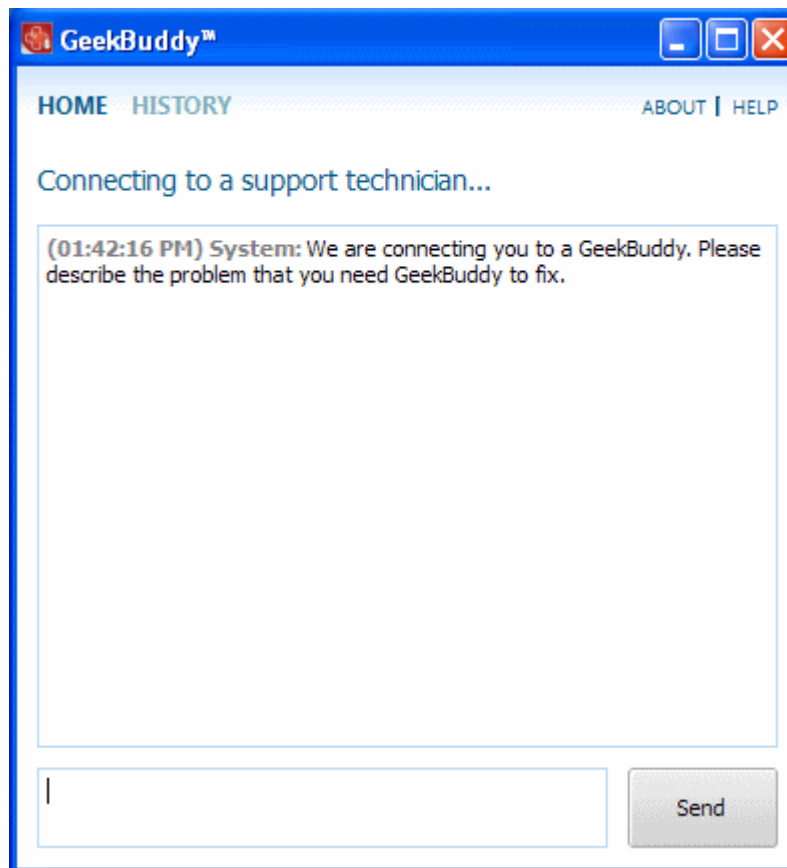 GeekBuddy™
HOME HISTORY ABOUT | HELP
Connecting to a support technician...
(01:42:16 PM) System: We are connecting you to a GeekBuddy. Please
describe the problem that you need GeekBuddy to fix.
Send